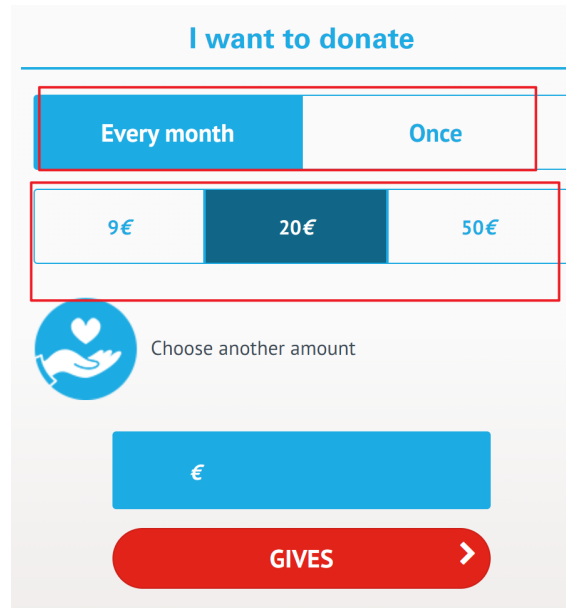 I want to donate
Every month Once
9€ 20€ 50€
Choose another amount
€
GIVES